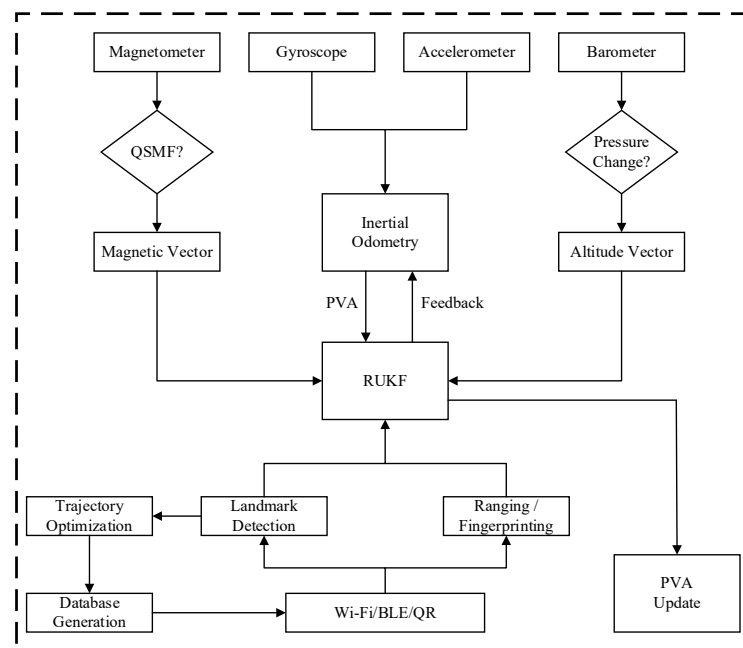 Magnetometer
Gyroscope
Accelerometer
Barometer
QSMF?
Pressure
Change?
Inertial
Odometry
Magnetic Vector
Altitude Vector
PVA
Feedback
RUKF
Trajectory
Optimization
Landmark
Detection
Ranging /
Fingerprinting
Database
Generation
Wi-Fi/BLE/QR
PVA
Update